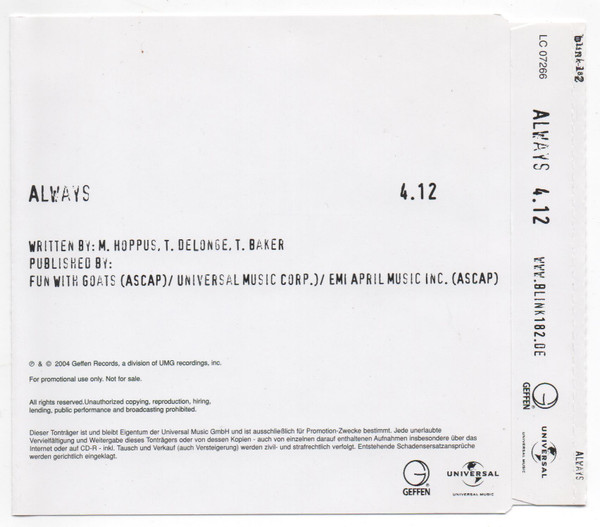 ALWAYS 4.12
WRITTEN BY: M. HOPPUS, T. DELONGE, T. BAKER
PUBLISHED BY:
FUN WITH GOATS (ASCAP)/ UNIVERSAL MUSIC CORP.)/ EMI APRIL MUSIC INC. (ASCAP)
℗ & © 2004 Geffen Records, a division of UMG recordings, inc.
For promotional use only. Not for sale.
All rights reserved.Unauthorized copying, reproduction, hiring,
lending, public performance and broadcasting prohibited.
Dieser Tonträger ist und bleibt Eigentum der Universal Music GmbH und ist ausschließlich für Promotion-Zwecke bestimmt. Jede unerlaubte
Vervielfältigung und Weitergabe dieses Tonträgers oder von dessen Kopien - auch von einzelnen darauf enthaltenen Aufnahmen insbesondere über das
Internet oder auf CD-R - inkl. Tausch und Verkauf (auch Versteigerung) werden zivil- und strafrechtlich verfolgt. Entstehende Schadensersatzansprüche
werden gerichtlich eingeklagt.
G
GEFFEN
UNIVERSAL
UNIVERSAL MUSIC
blink-182
LC 07266
ALWAYS 4.12
WWW.BLINK182.DE
G
GEFFEN
UNIVERSAL
UNIVERSAL MUSIC
ALWAYS